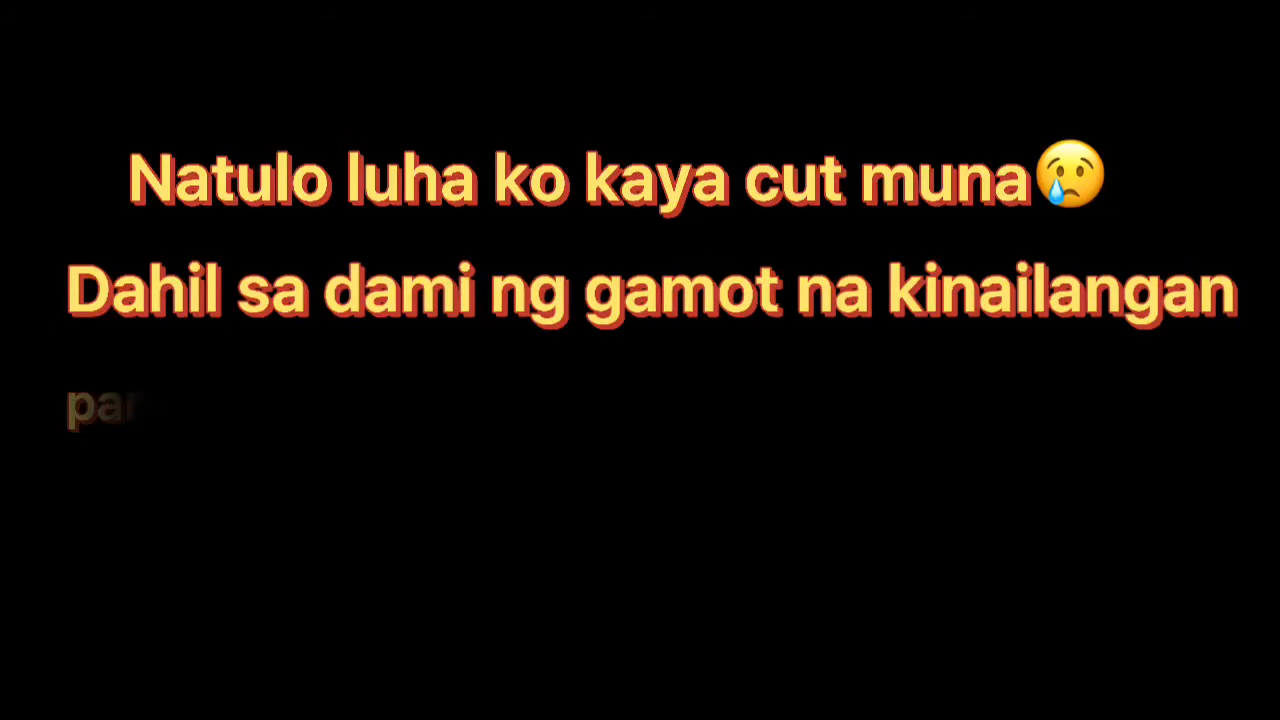 Natulo luha ko kaya cut muna😢
Dahil sa dami ng gamot na kinailangan